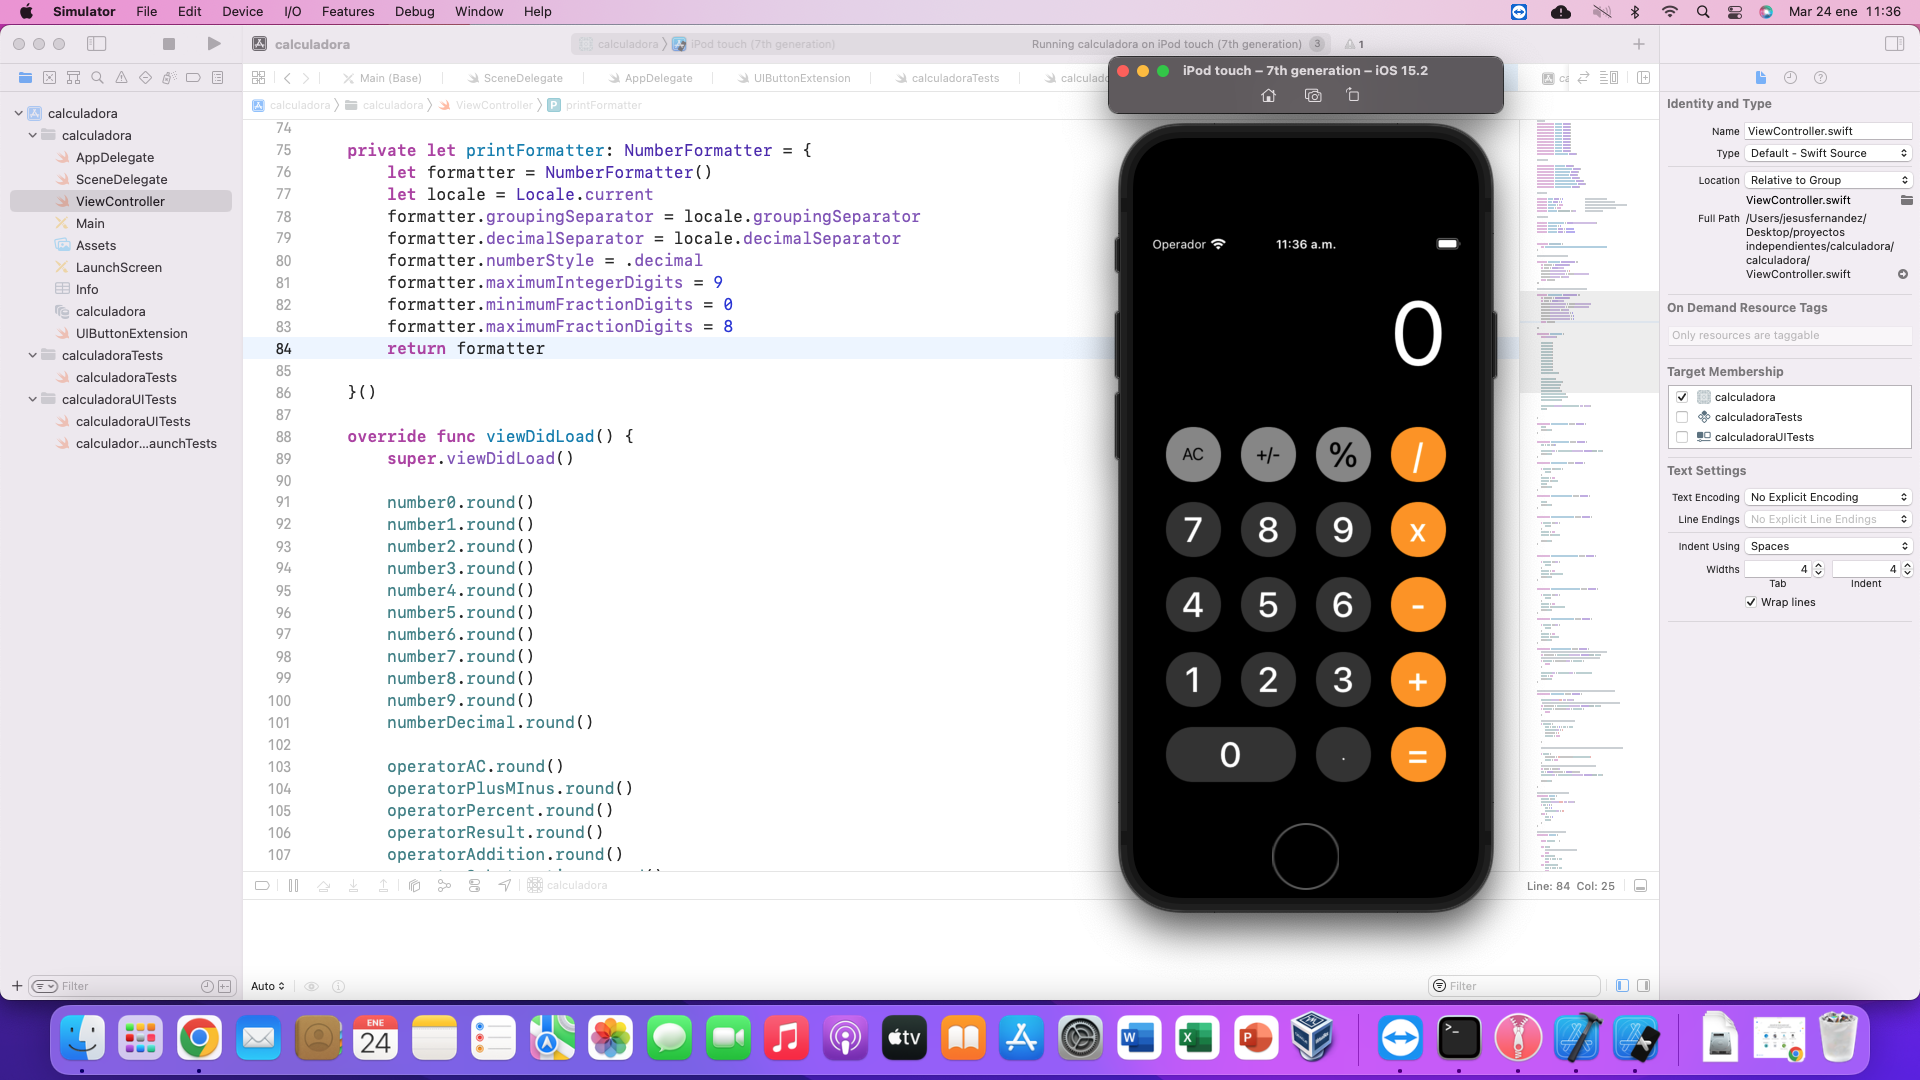 Simulator File Edit Device I/O Features Debug Window Help
Mar 24 ene 11:36
calculadora
calculadora iPod touch (7th generation)
Running calculadora on iPod touch (7th generation) 3 1
Main (Base) SceneDelegate AppDelegate UIButtonExtension calculadoraTests
calculadora calculadora ViewController P printFormatter
calculadora
calculadora
AppDelegate
SceneDelegate
ViewController
Main
Assets
LaunchScreen
Info
calculadora
UIButtonExtension
calculadoraTests
calculadoraTests
calculadoraUITests
calculadoraUITests
calculador...aunchTests
Filter
74
75 private let printFormatter: NumberFormatter = {
76 let formatter = NumberFormatter()
77 let locale = Locale.current
78 formatter.groupingSeparator = locale.groupingSeparator
79 formatter.decimalSeparator = locale.decimalSeparator
80 formatter.numberStyle = .decimal
81 formatter.maximumIntegerDigits = 9
82 formatter.minimumFractionDigits = 0
83 formatter.maximumFractionDigits = 8
84 return formatter
85
86 }()
87
88 override func viewDidLoad() {
89 super.viewDidLoad()
90
91 number0.round()
92 number1.round()
93 number2.round()
94 number3.round()
95 number4.round()
96 number5.round()
97 number6.round()
98 number7.round()
99 number8.round()
100 number9.round()
101 numberDecimal.round()
102
103 operatorAC.round()
104 operatorPlusMInus.round()
105 operatorPercent.round()
106 operatorResult.round()
107 operatorAddition.round()
calculadora
Line: 84 Col: 25
Auto
Filter
iPod touch – 7th generation – iOS 15.2
Operador 11:36 a.m.
0
AC +/- % /
7 8 9 x
4 5 6 -
1 2 3 +
0 . =
Identity and Type
Name ViewController.swift
Type Default - Swift Source
Location Relative to Group
ViewController.swift
Full Path /Users/jesusfernandez/
Desktop/proyectos
independientes/calculadora/
calculadora/
ViewController.swift
On Demand Resource Tags
Only resources are taggable
Target Membership
calculadora
calculadoraTests
calculadoraUITests
Text Settings
Text Encoding No Explicit Encoding
Line Endings No Explicit Line Endings
Indent Using Spaces
Widths 4 4
Tab Indent
Wrap lines
ENE
24
tv
W X P